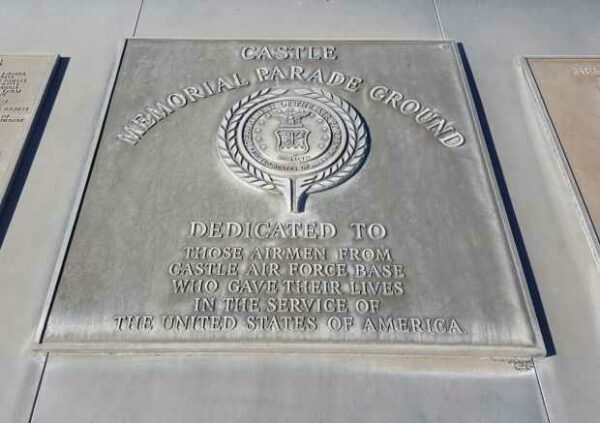 CASTLE
MEMORIAL PARADE GROUND
DEDICATED TO
THOSE AIRMEN FROM
CASTLE AIR FORCE BASE
WHO GAVE THEIR LIVES
IN THE SERVICE OF
THE UNITED STATES OF AMERICA